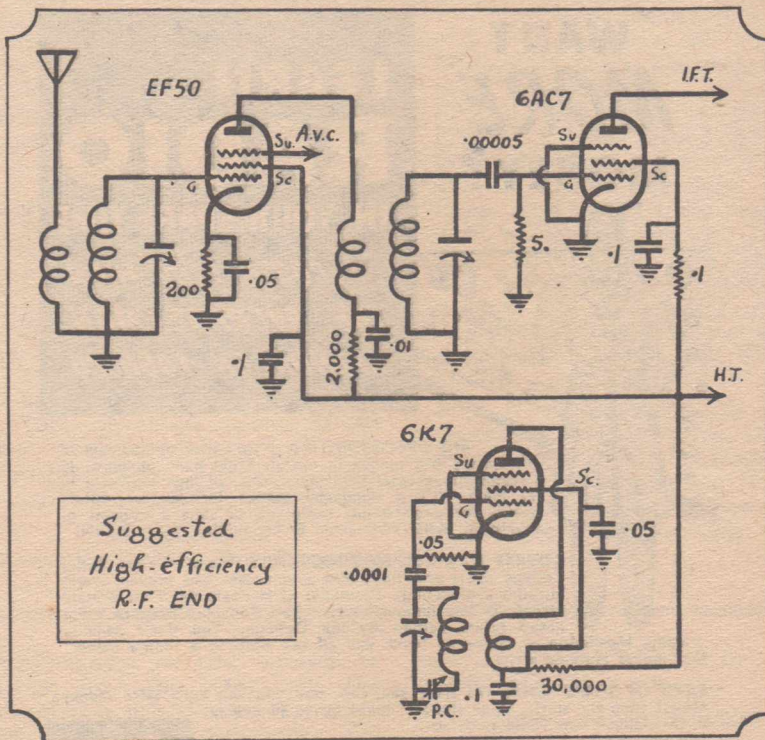 EF50
Su.
A.v.c.
G
Sc
200
.05
.1
2.000
.01
6AC7
I.F.T.
.00005
Su
Sc
G
5.
.1
.1
H.T.
6K7
Su
Sc.
G
.05
.05
.0001
P.C.
.1
30,000
Suggested
High-efficiency
R.F. END